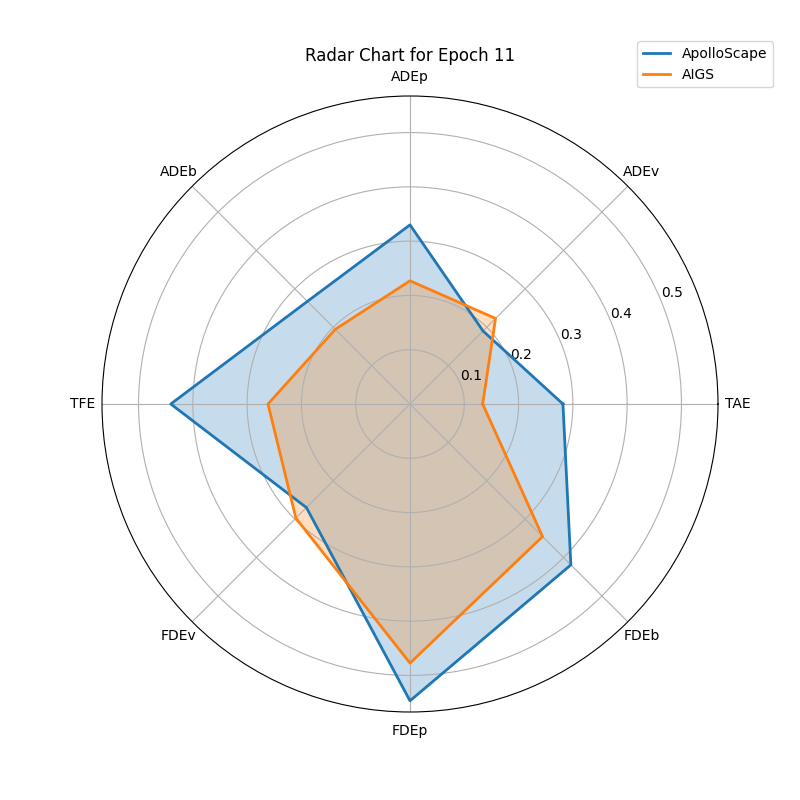 ApolloScape
AIGS
Radar Chart for Epoch 11
ADEp
ADEb
ADEv
0.5
0.4
0.3
0.2
0.1
TFE
TAE
FDEv
FDEb
FDEp